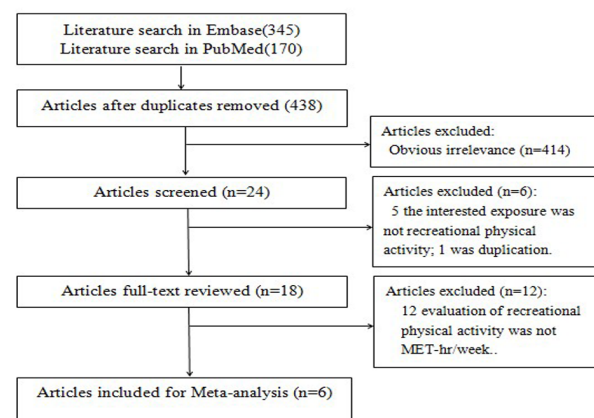 Literature search in Embase(345)
Literature search in PubMed(170)
Articles after duplicates removed (438)
Articles excluded:
Obvious irrelevance (n=414)
Articles screened (n=24)
Articles excluded (n=6):
5 the interested exposure was
not recreational physical
activity; 1 was duplication.
Articles full-text reviewed (n=18)
Articles excluded (n=12):
12 evaluation of recreational
physical activity was not
MET-hr/week..
Articles included for Meta-analysis (n=6)